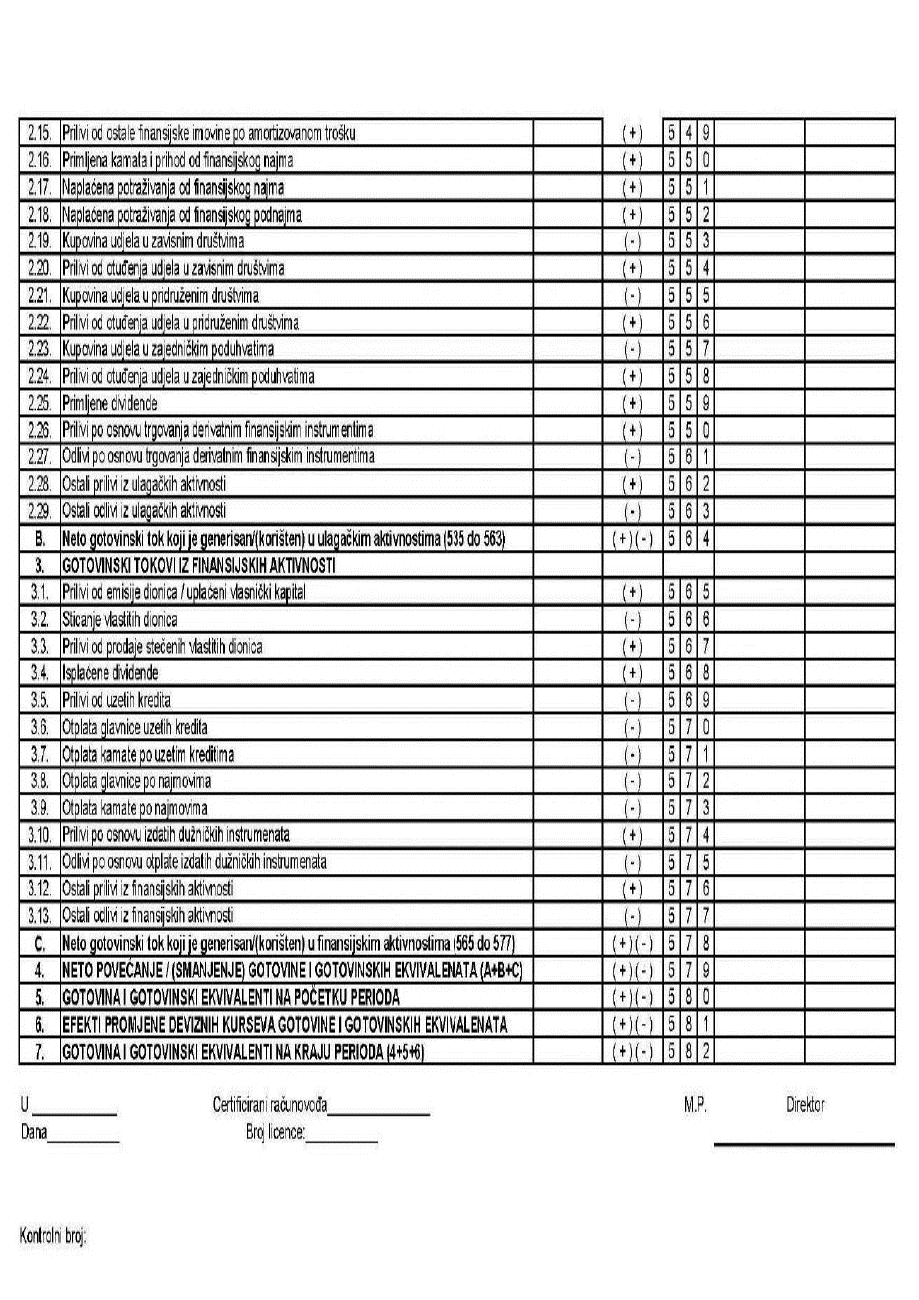 2.15. Prilivi od ostale finansijske imovine po amortizovanom trošku (+) 5 4 9
2.16. Primljena kamata i prihod od finansijskog najma (+) 5 5 0
2.17. Naplaćena potraživanja od finansijskog najma (+) 5 5 1
2.18. Naplaćena potraživanja od finansijskog podnajma (+) 5 5 2
2.19. Kupovina udjela u zavisnim društvima (-) 5 5 3
2.20. Prilivi od otuđenja udjela u zavisnim društvima (+) 5 5 4
2.21. Kupovina udjela u pridruženim društvima (-) 5 5 5
2.22. Prilivi od otuđenja udjela u pridruženim društvima (+) 5 5 6
2.23. Kupovina udjela u zajedničkim poduhvatima (-) 5 5 7
2.24. Prilivi od otuđenja udjela u zajedničkim poduhvatima (+) 5 5 8
2.25. Primljene dividende (+) 5 5 9
2.26. Prilivi po osnovu trgovanja derivatnim finansijskim instrumentima (+) 5 5 0
2.27. Odlivi po osnovu trgovanja derivatnim finansijskim instrumentima (-) 5 6 1
2.28. Ostali prilivi iz ulagačkih aktivnosti (+) 5 6 2
2.29. Ostali odlivi iz ulagačkih aktivnosti (-) 5 6 3
B. Neto gotovinski tok koji je generisan/(korišten) u ulagačkim aktivnostima (535 do 563) (+)(-) 5 6 4
3. GOTOVINSKI TOKOVI IZ FINANSIJSKIH AKTIVNOSTI
3.1. Prilivi od emisije dionica / uplaćeni vlasnički kapital (+) 5 6 5
3.2. Sticanje vlastitih dionica (-) 5 6 6
3.3. Prilivi od prodaje stečenih vlastitih dionica (+) 5 6 7
3.4. Isplaćene dividende (+) 5 6 8
3.5. Prilivi od uzetih kredita (-) 5 6 9
3.6. Otplata glavnice uzetih kredita (-) 5 7 0
3.7. Otplata kamate po uzetim kreditima (-) 5 7 1
3.8. Otplata glavnice po najmovima (-) 5 7 2
3.9. Otplata kamate po najmovima (-) 5 7 3
3.10. Prilivi po osnovu izdatih dužničkih instrumenata (+) 5 7 4
3.11. Odlivi po osnovu otplate izdatih dužničkih instrumenata (-) 5 7 5
3.12. Ostali prilivi iz finansijskih aktivnosti (+) 5 7 6
3.13. Ostali odlivi iz finansijskih aktivnosti (-) 5 7 7
C. Neto gotovinski tok koji je generisan/(korišten) u finansijskim aktivnostima (565 do 577) (+)(-) 5 7 8
4. NETO POVEĆANJE / (SMANJENJE) GOTOVINE I GOTOVINSKIH EKVIVALENATA (A+B+C) (+)(-) 5 7 9
5. GOTOVINA I GOTOVINSKI EKVIVALENTI NA POČETKU PERIODA (+)(-) 5 8 0
6. EFEKTI PROMJENE DEVIZNIH KURSEVA GOTOVINE I GOTOVINSKIH EKVIVALENATA (+)(-) 5 8 1
7. GOTOVINA I GOTOVINSKI EKVIVALENTI NA KRAJU PERIODA (4+5+6) (+)(-) 5 8 2
U ____________ Certificirani računovođa______________ M.P. Direktor
Dana__________ Broj licence:__________
Kontrolni broj: